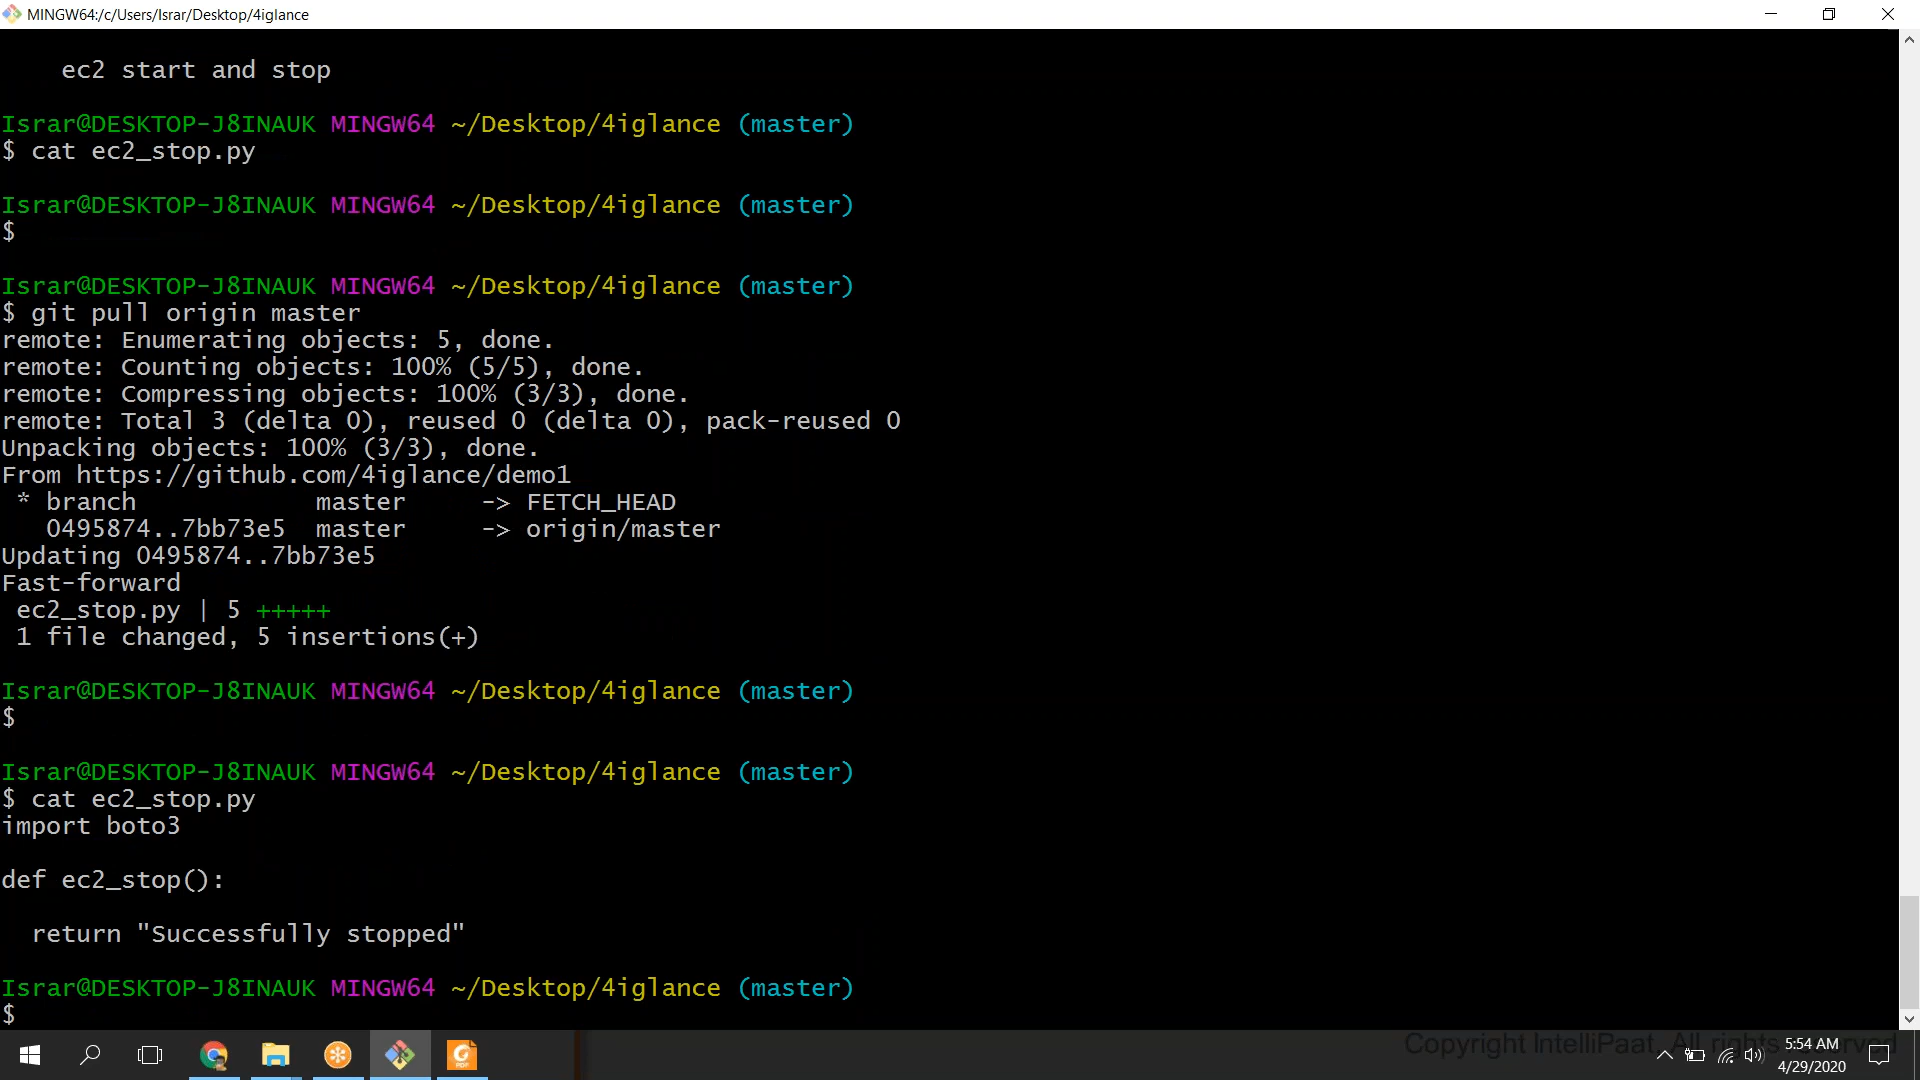 MINGW64:/c/Users/Israr/Desktop/4iglance
ec2 start and stop
Israr@DESKTOP-J8INAUK MINGW64 ~/Desktop/4iglance (master)
$ cat ec2_stop.py
Israr@DESKTOP-J8INAUK MINGW64 ~/Desktop/4iglance (master)
$
Israr@DESKTOP-J8INAUK MINGW64 ~/Desktop/4iglance (master)
$ git pull origin master
remote: Enumerating objects: 5, done.
remote: Counting objects: 100% (5/5), done.
remote: Compressing objects: 100% (3/3), done.
remote: Total 3 (delta 0), reused 0 (delta 0), pack-reused 0
Unpacking objects: 100% (3/3), done.
From https://github.com/4iglance/demo1
 * branch            master     -> FETCH_HEAD
   0495874..7bb73e5  master     -> origin/master
Updating 0495874..7bb73e5
Fast-forward
 ec2_stop.py | 5 +++++
 1 file changed, 5 insertions(+)
Israr@DESKTOP-J8INAUK MINGW64 ~/Desktop/4iglance (master)
$
Israr@DESKTOP-J8INAUK MINGW64 ~/Desktop/4iglance (master)
$ cat ec2_stop.py
import boto3
def ec2_stop():
  return "Successfully stopped"
Israr@DESKTOP-J8INAUK MINGW64 ~/Desktop/4iglance (master)
$
Copyright IntelliPaat. All rights reserved
5:54 AM
4/29/2020